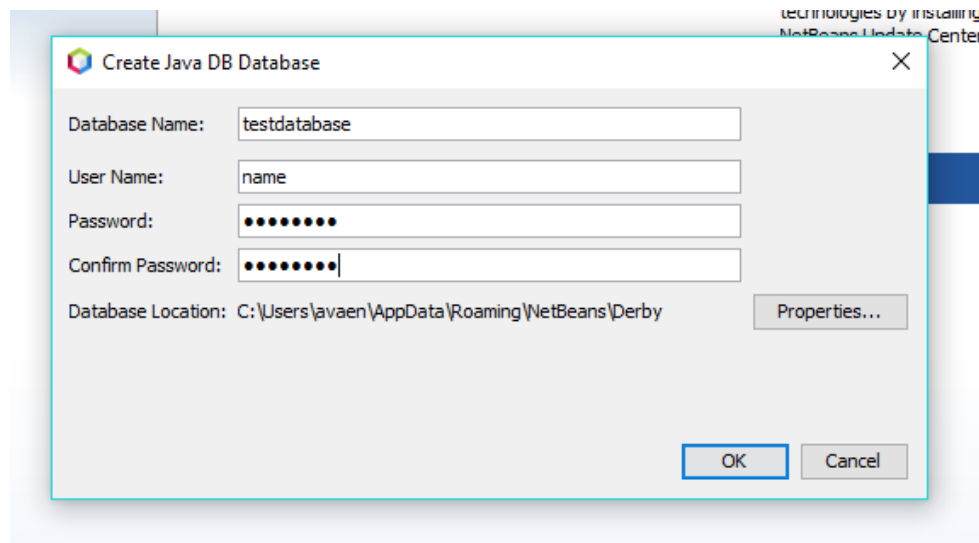 technologies by installing
NetBeans Update Center
Create Java DB Database
Database Name: testdatabase
User Name: name
Password: ●●●●●●●●
Confirm Password: ●●●●●●●●
Database Location: C:\Users\avaen\AppData\Roaming\NetBeans\Derby Properties...
OK Cancel